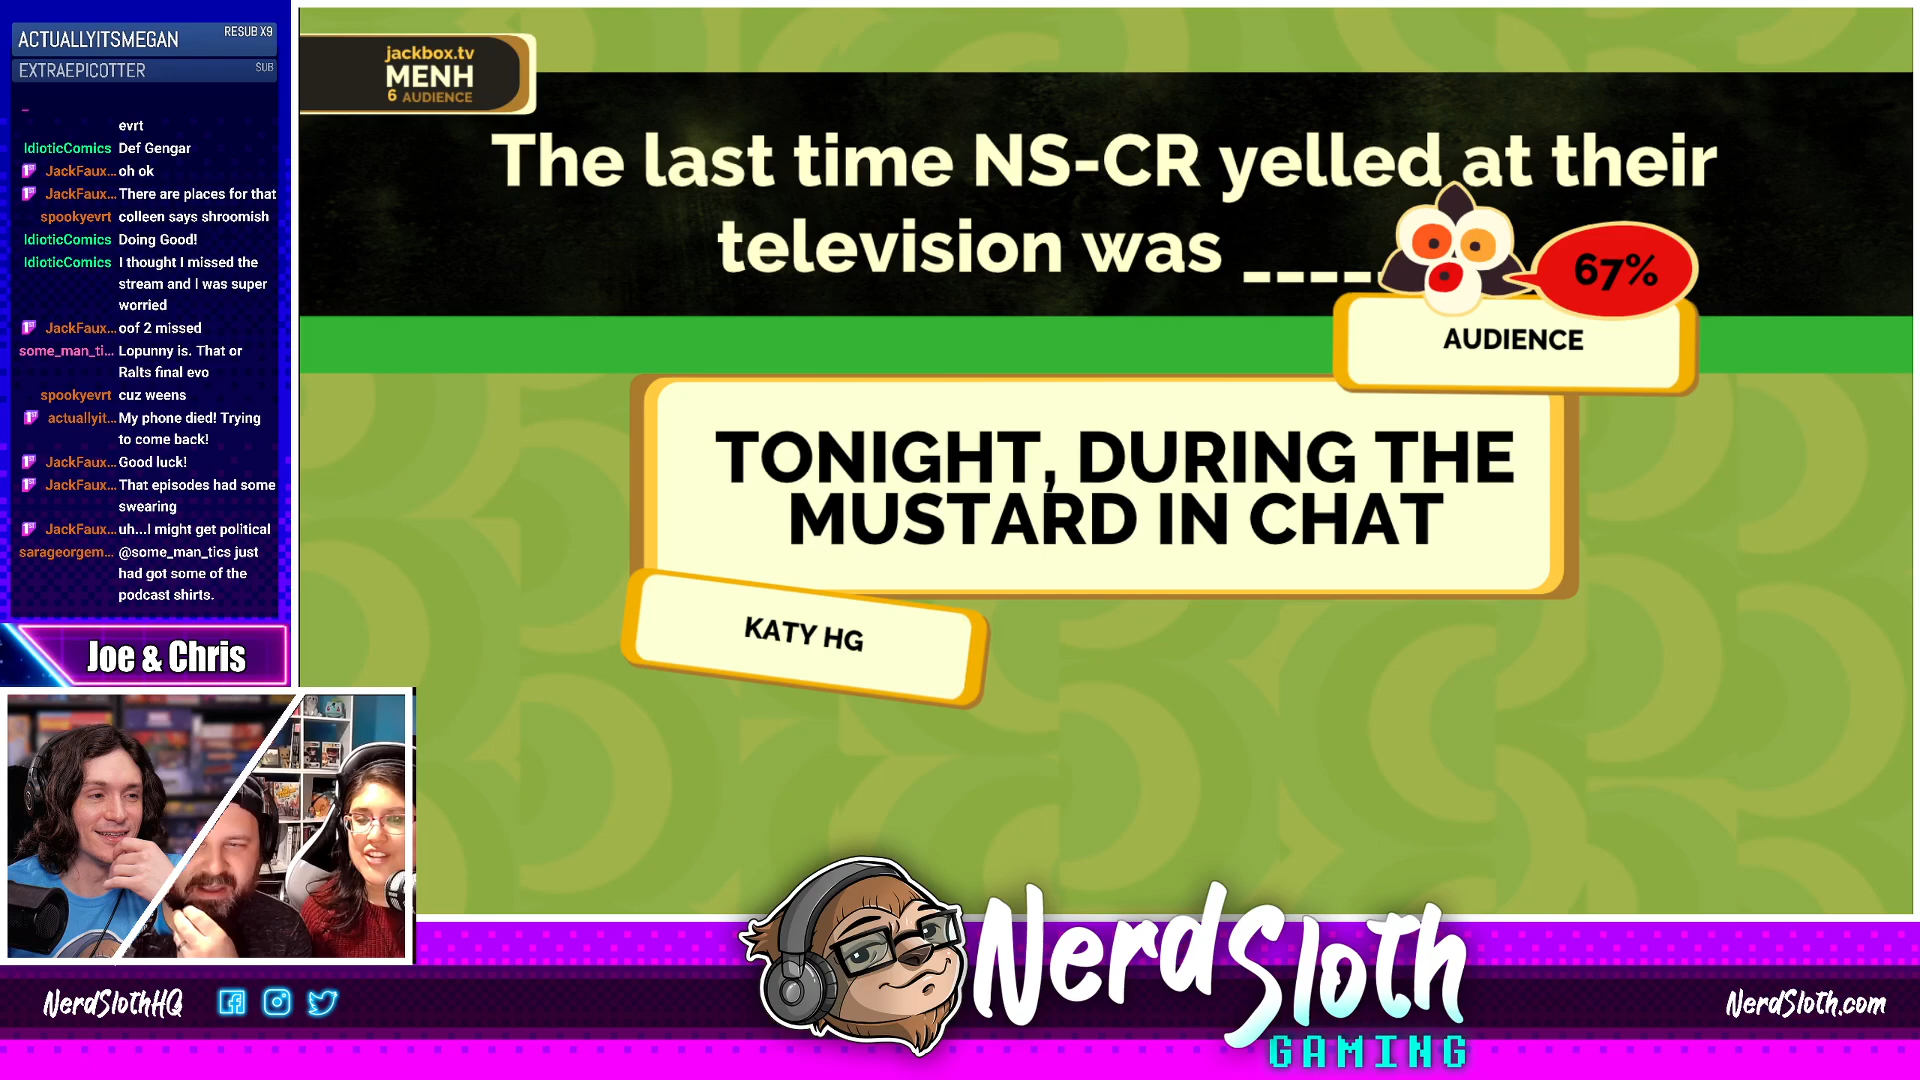 ACTUALLYITSMEGAN RESUB X9
EXTRAEPICOTTER SUB
evrt
IdioticComics Def Gengar
JackFaux... oh ok
JackFaux... There are places for that
spookyevrt colleen says shroomish
IdioticComics Doing Good!
IdioticComics I thought I missed the
stream and I was super
worried
JackFaux... oof 2 missed
some_man_ti... Lopunny is. That or
Ralts final evo
spookyevrt cuz weens
actuallyit... My phone died! Trying
to come back!
JackFaux... Good luck!
JackFaux... That episodes had some
swearing
JackFaux... uh...I might get political
sarageorgem... @some_man_tics just
had got some of the
podcast shirts.
Joe & Chris
jackbox.tv
MENH
6 AUDIENCE
The last time NS-CR yelled at their
television was ____
67%
AUDIENCE
TONIGHT, DURING THE
MUSTARD IN CHAT
KATY HG
NerdSloth
GAMING
NerdSlothHQ
NerdSloth.com